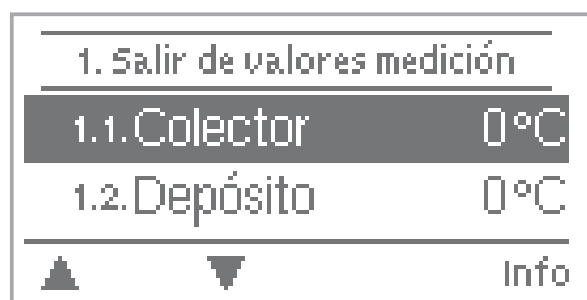 1. Salir de valores medición
1.1.Colector 0°C
1.2.Depósito 0°C
Info